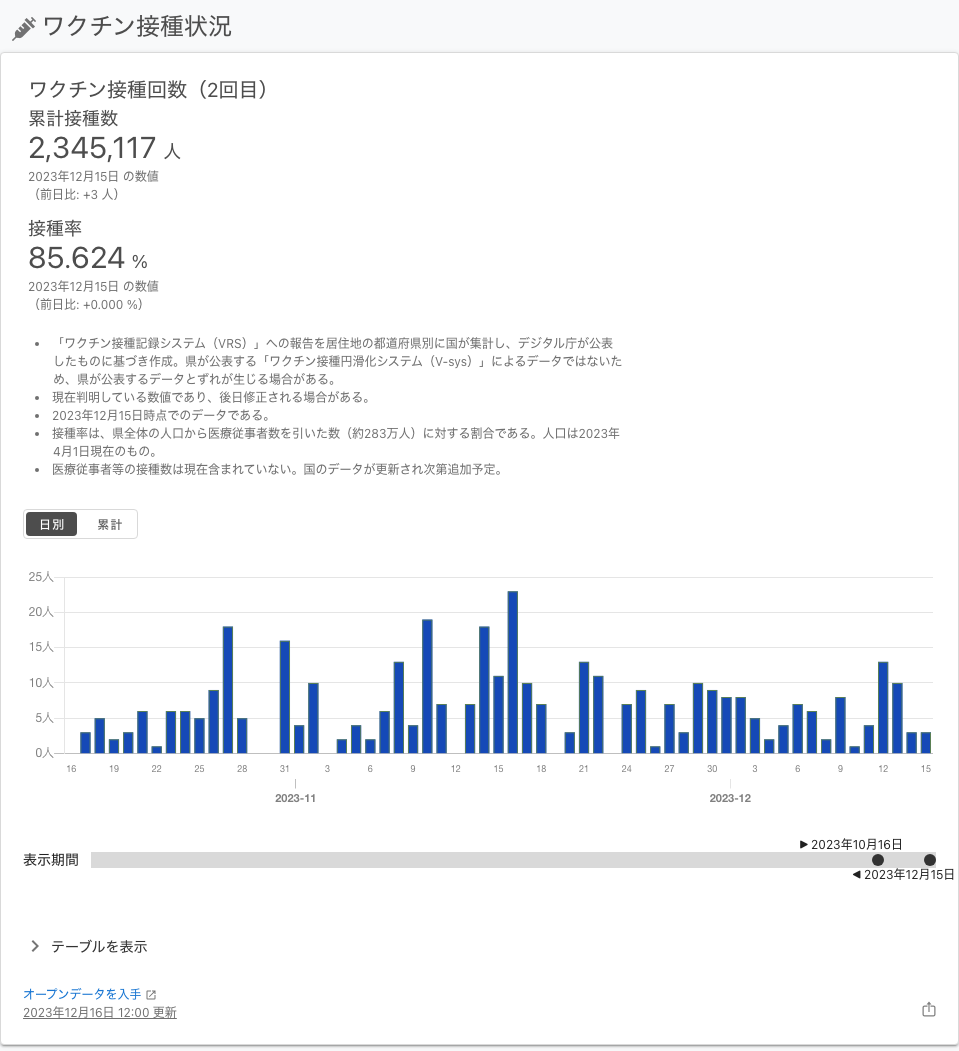 ワクチン接種状況
ワクチン接種回数（2回目）
累計接種数
2,345,117 人
2023年12月15日 の数値
（前日比: +3 人）
接種率
85.624 %
2023年12月15日 の数値
（前日比: +0.000 %）
• 「ワクチン接種記録システム（VRS）」への報告を居住地の都道府県別に国が集計し、デジタル庁が公表
したものに基づき作成。県が公表する「ワクチン接種円滑化システム（V-sys）」によるデータではないた
め、県が公表するデータとずれが生じる場合がある。
• 現在判明している数値であり、後日修正される場合がある。
• 2023年12月15日時点でのデータである。
• 接種率は、県全体の人口から医療従事者数を引いた数（約283万人）に対する割合である。人口は2023年
4月1日現在のもの。
• 医療従事者等の接種数は現在含まれていない。国のデータが更新され次第追加予定。
日別 累計
25人
20人
15人
10人
5人
0人
16 19 22 25 28 31 3 6 9 12 15 18 21 24 27 30 3 6 9 12 15
2023-11 2023-12
▶ 2023年10月16日
表示期間
◀ 2023年12月15日
テーブルを表示
オープンデータを入手
2023年12月16日 12:00 更新